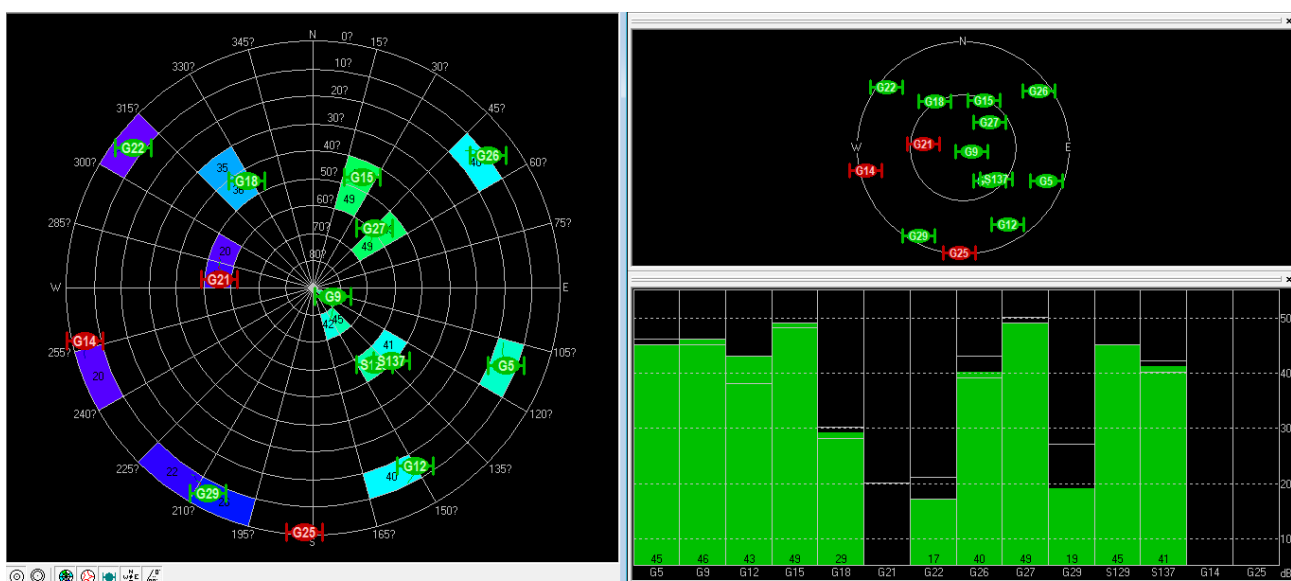 N
345? 0? 15?
330? 10? 30?
20?
315? 30? 45?
G22 40? G26
300? 35 50? G15 60?
G18 60? 49
285? 70? G27 75?
20 80? 49
G21
W G9 E
42 45
G14 41
255? S137 G5 105?
20
240? 120?
G12
225? 22 40 135?
G29
210? 150?
195? G25 165?
S
N
G22 G26
G18 G15
G27
G21 G9
W E
G14 S137 G5
G12
G29
G25
50
40
30
20
10
45 46 43 49 29 17 40 49 19 45 41
G5 G9 G12 G15 G18 G21 G22 G26 G27 G29 S129 S137 G14 G25 dB